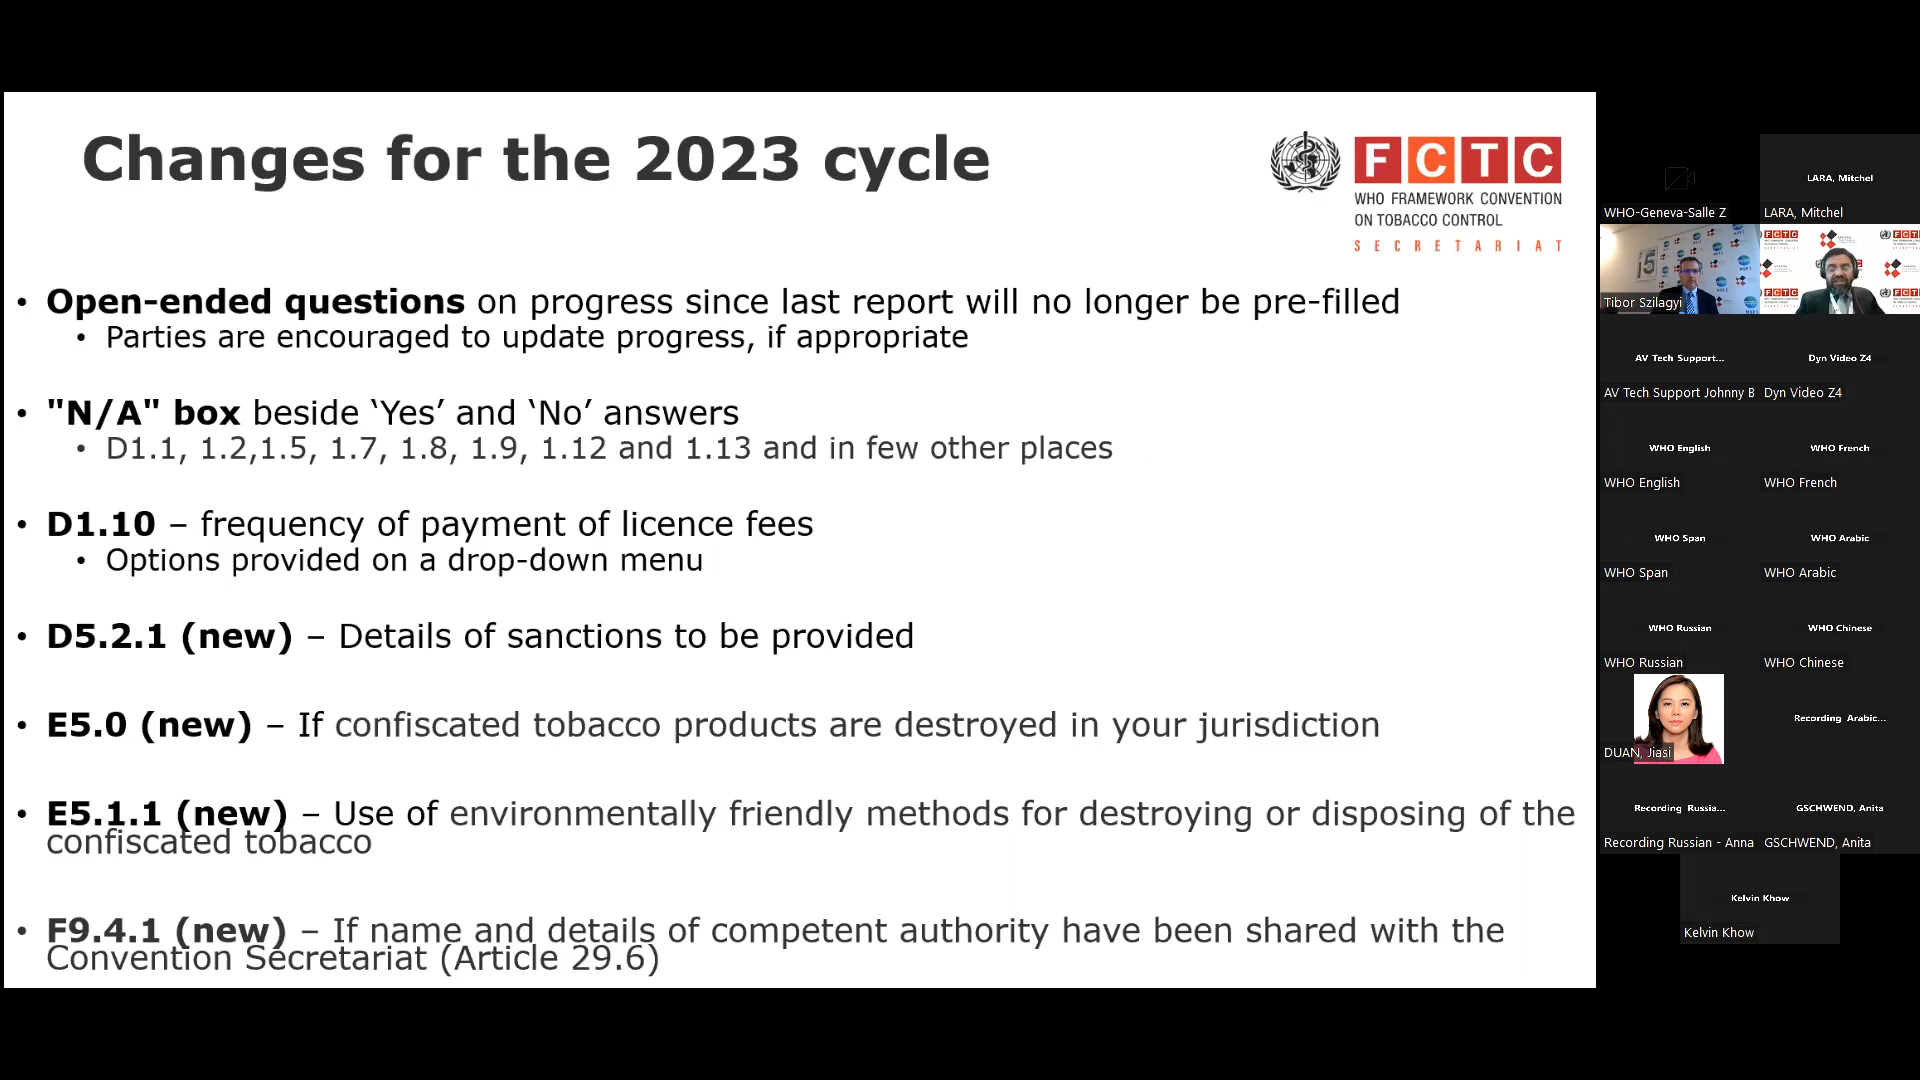 Changes for the 2023 cycle
FCTC
WHO FRAMEWORK CONVENTION
ON TOBACCO CONTROL
SECRETARIAT
• Open-ended questions on progress since last report will no longer be pre-filled
• Parties are encouraged to update progress, if appropriate
• "N/A" box beside ‘Yes’ and ‘No’ answers
• D1.1, 1.2,1.5, 1.7, 1.8, 1.9, 1.12 and 1.13 and in few other places
• D1.10 – frequency of payment of licence fees
• Options provided on a drop-down menu
• D5.2.1 (new) – Details of sanctions to be provided
• E5.0 (new) – If confiscated tobacco products are destroyed in your jurisdiction
• E5.1.1 (new) – Use of environmentally friendly methods for destroying or disposing of the
confiscated tobacco
• F9.4.1 (new) – If name and details of competent authority have been shared with the
Convention Secretariat (Article 29.6)
WHO-Geneva-Salle Z
LARA, Mitchel
LARA, Mitchel
Tibor Szilagyi
FCTC
FCTC
AV Tech Support...
AV Tech Support Johnny B
Dyn Video Z4
Dyn Video Z4
WHO English
WHO English
WHO French
WHO French
WHO Span
WHO Span
WHO Arabic
WHO Arabic
WHO Russian
WHO Russian
WHO Chinese
WHO Chinese
DUAN, Jiasi
Recording Arabic...
Recording Russia...
Recording Russian - Anna
GSCHWEND, Anita
GSCHWEND, Anita
Kelvin Khow
Kelvin Khow